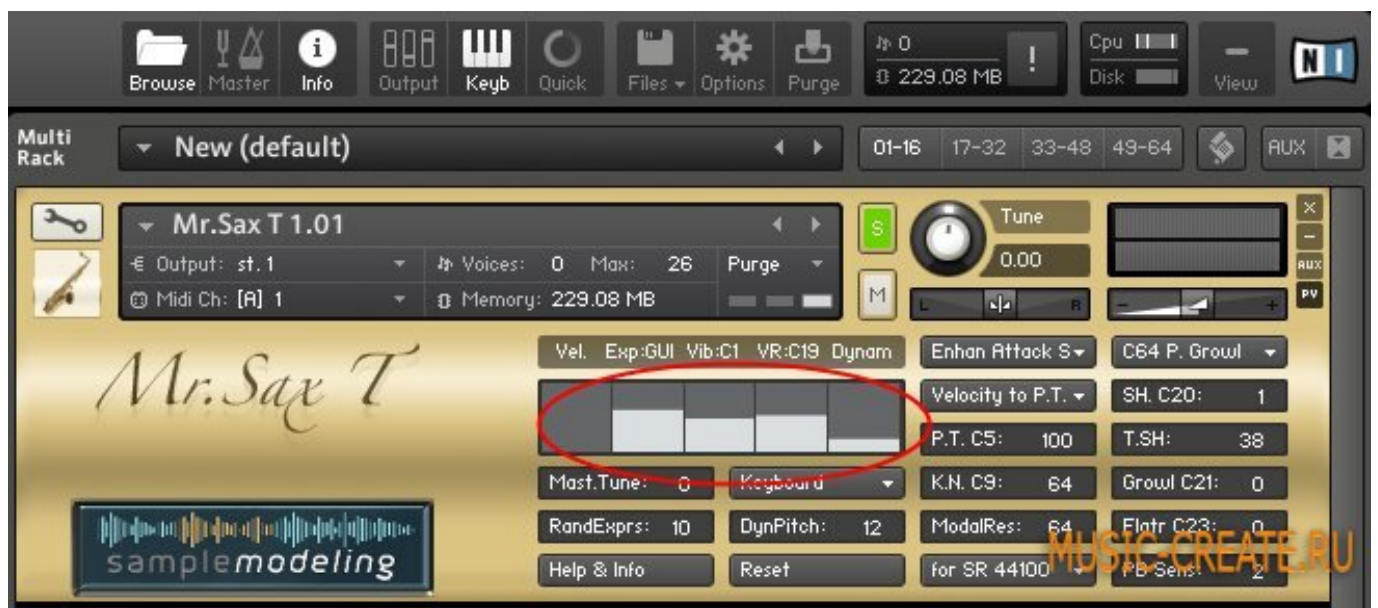 Browse Master Info Output Keyb Quick Files Options Purge
0
229.08 MB
!
Cpu
Disk
View
NI
Multi
Rack
New (default)
01-16 17-32 33-48 49-64 AUX
Mr.Sax T 1.01
S
Tune
0.00
X
-
AUX
PV
Output: st.1 Voices: 0 Max: 26 Purge
Midi Ch: [A] 1 Memory: 229.08 MB
M
L R
- +
Mr.Sax T
Vel. Exp:GUI Vib:C1 VR:C19 Dynam
Enhan Attack S C64 P. Growl
Velocity to P.T. SH. C20: 1
P.T. C5: 100 T.SH: 38
Mast.Tune: 0 Keyboard K.N. C9: 64 Growl C21: 0
RandExprs: 10 DynPitch: 12 ModalRes: 64 Flatr C23: 0
Help & Info Reset for SR 44100 PB Sens: 2
samplemodeling
MUSIC-CREATE.RU